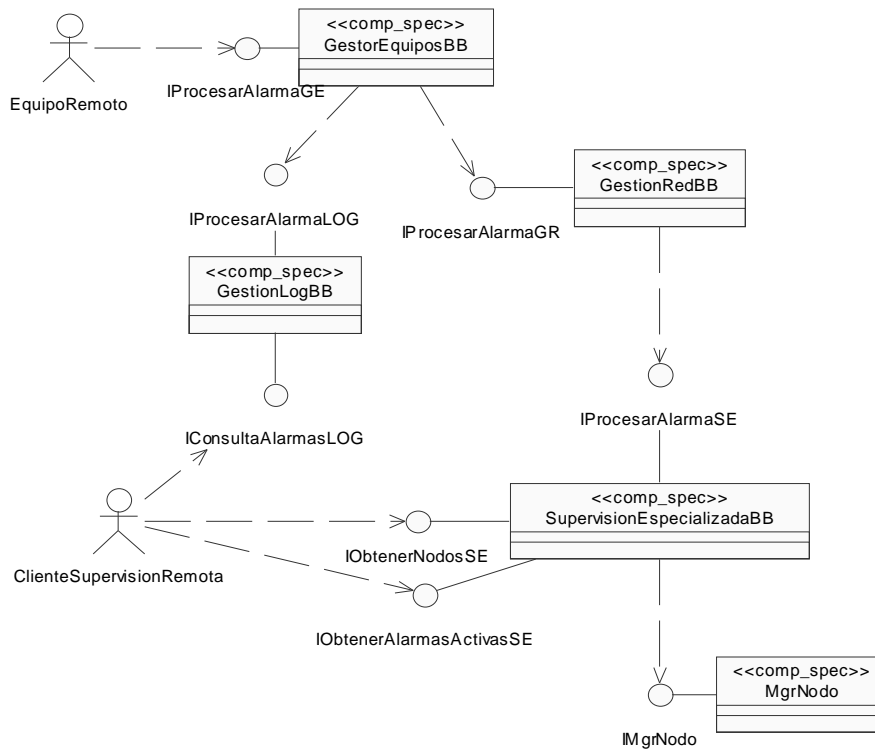 <<comp_spec>>
GestorEquiposBB
IProcesarAlarmaGE
EquipoRemoto
<<comp_spec>>
GestionRedBB
IProcesarAlarmaLOG
IProcesarAlarmaGR
<<comp_spec>>
GestionLogBB
IProcesarAlarmaSE
IConsultaAlarmasLOG
<<comp_spec>>
SupervisionEspecializadaBB
IObtenerNodosSE
ClienteSupervisionRemota
IObtenerAlarmasActivasSE
<<comp_spec>>
MgrNodo
IMgrNodo